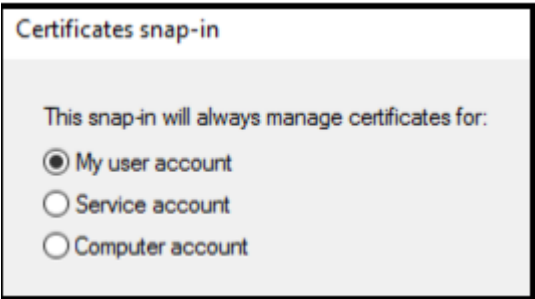 Certificates snap-in
This snap-in will always manage certificates for:
My user account
Service account
Computer account